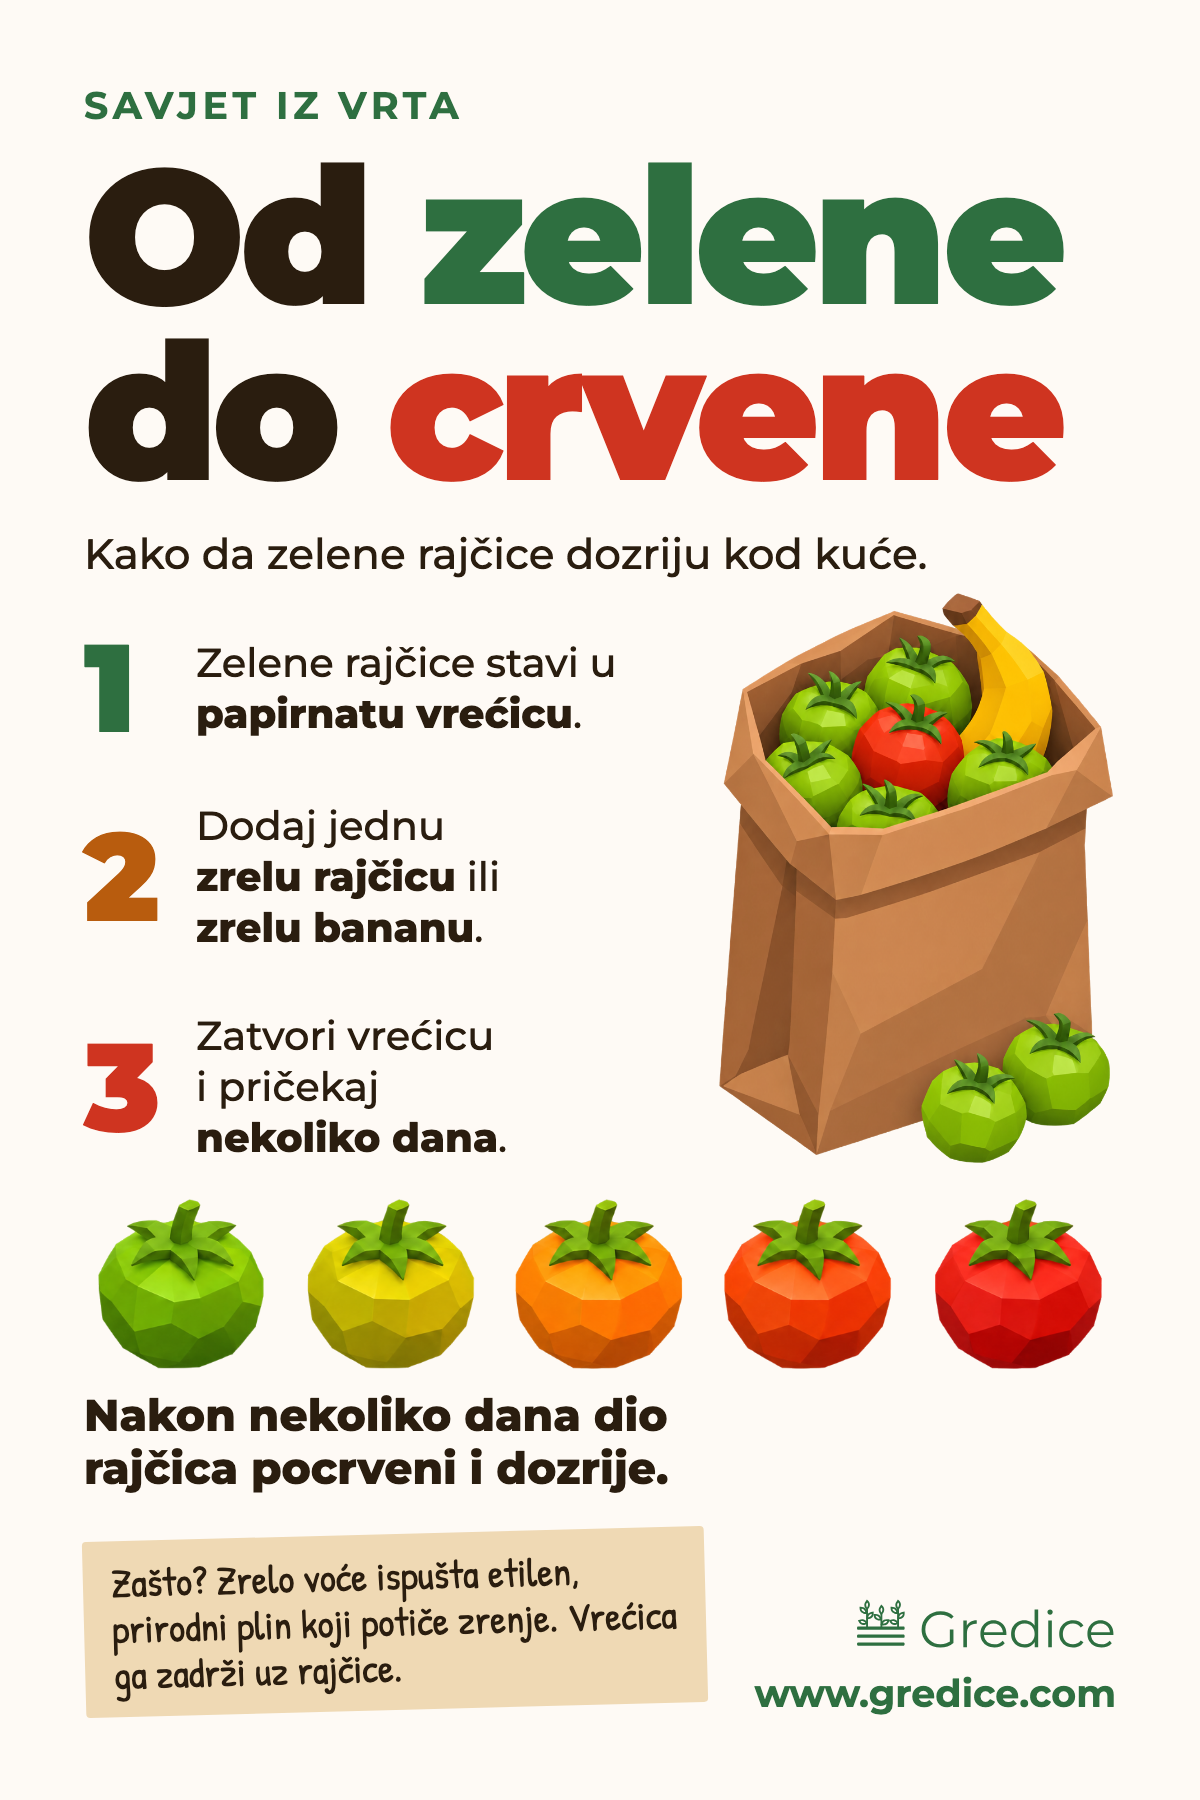 SAVJET IZ VRTA
Od zelene
do crvene
Kako da zelene rajčice dozriju kod kuće.
1
Zelene rajčice stavi u
papirnatu vrećicu.
2
Dodaj jednu
zrelu rajčicu ili
zrelu bananu.
3
Zatvori vrećicu
i pričekaj
nekoliko dana.
Nakon nekoliko dana dio
rajčica pocrveni i dozrije.
Zašto? Zrelo voće ispušta etilen,
prirodni plin koji potiče zrenje. Vrećica
ga zadrži uz rajčice.
Gredice
www.gredice.com